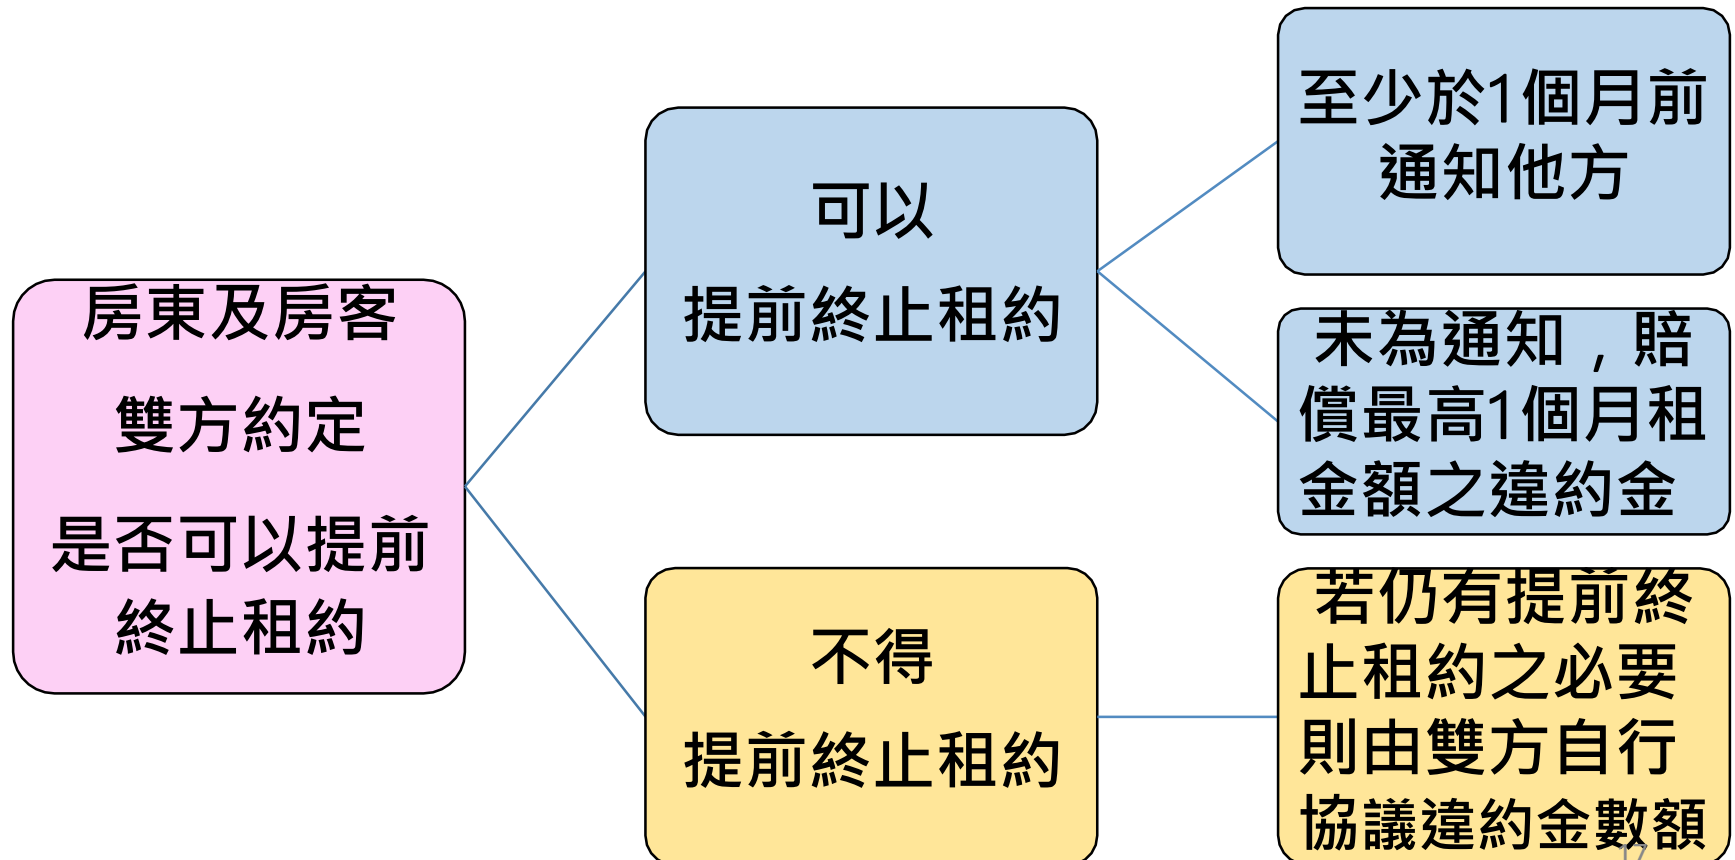 房東及房客
雙方約定
是否可以提前
終止租約
可以
提前終止租約
至少於1個月前
通知他方
未為通知，賠
償最高1個月租
金額之違約金
不得
提前終止租約
若仍有提前終
止租約之必要
則由雙方自行
協議違約金數額
17